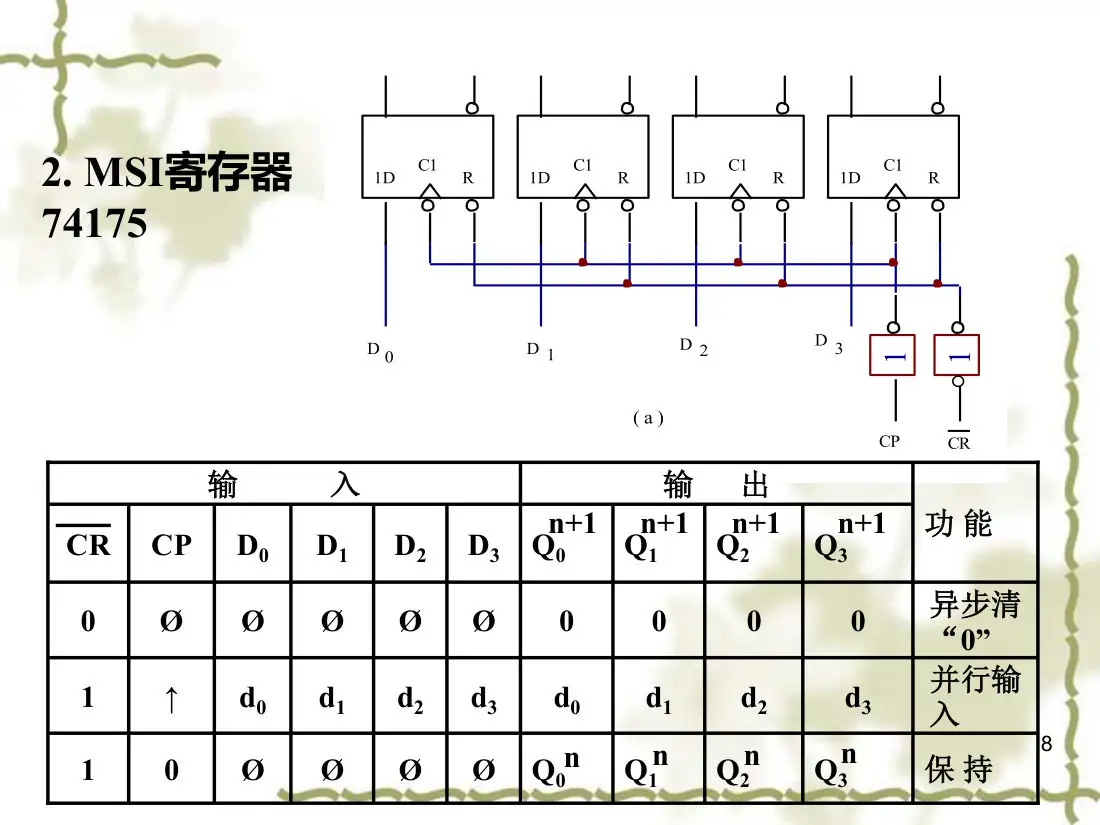 2. MSI寄存器
74175
1D C1 R 1D C1 R 1D C1 R 1D C1 R
D0 D1 D2 D3 1 1
(a)
CP C̅R̅
输 入 输 出 功 能
C̅R̅ CP D₀ D₁ D₂ D₃ Q₀ⁿ⁺¹ Q₁ⁿ⁺¹ Q₂ⁿ⁺¹ Q₃ⁿ⁺¹
0 Ø Ø Ø Ø Ø 0 0 0 0 异步清
“0”
1 ↑ d₀ d₁ d₂ d₃ d₀ d₁ d₂ d₃ 并行输
入
1 0 Ø Ø Ø Ø Q₀ⁿ Q₁ⁿ Q₂ⁿ Q₃ⁿ 保 持
8